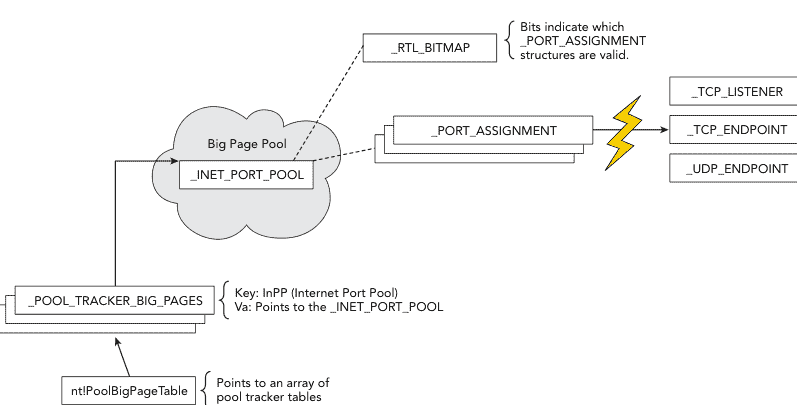 _RTL_BITMAP
Bits indicate which
_PORT_ASSIGNMENT
structures are valid.
_TCP_LISTENER
_PORT_ASSIGNMENT
_TCP_ENDPOINT
Big Page Pool
_INET_PORT_POOL
_UDP_ENDPOINT
_POOL_TRACKER_BIG_PAGES
Key: InPP (Internet Port Pool)
Va: Points to the _INET_PORT_POOL
nt!PoolBigPageTable
Points to an array of
pool tracker tables